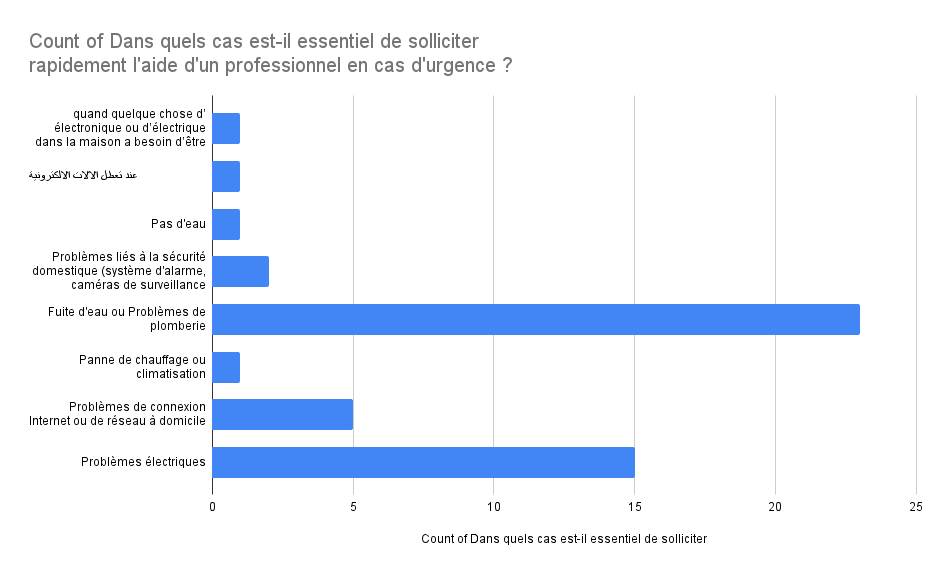 Count of Dans quels cas est-il essentiel de solliciter
rapidement l'aide d'un professionnel en cas d'urgence ?
quand quelque chose d’
électronique ou d’électrique
dans la maison a besoin d’être
عند تعطل الالات الالكترونية
Pas d'eau
Problèmes liés à la sécurité
domestique (système d'alarme,
caméras de surveillance
Fuite d'eau ou Problèmes de
plomberie
Panne de chauffage ou
climatisation
Problèmes de connexion
Internet ou de réseau à domicile
Problèmes électriques
0
5
10
15
20
25
Count of Dans quels cas est-il essentiel de solliciter